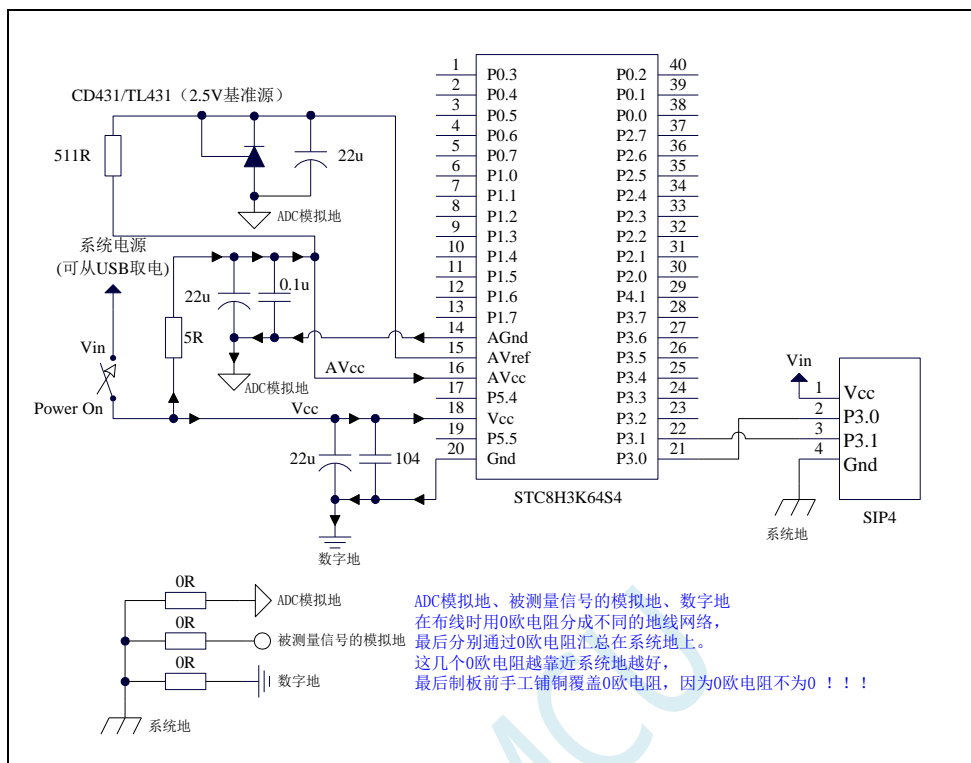 CD431/TL431（2.5V基准源）
511R
22u
ADC模拟地
系统电源
(可从USB取电)
Vin
Power On
5R
22u
0.1u
ADC模拟地
AVcc
Vcc
22u
104
数字地
1 P0.3 P0.2 40
2 P0.4 P0.1 39
3 P0.5 P0.0 38
4 P0.6 P2.7 37
5 P0.7 P2.6 36
6 P1.0 P2.5 35
7 P1.1 P2.4 34
8 P1.2 P2.3 33
9 P1.3 P2.2 32
10 P1.4 P2.1 31
11 P1.5 P2.0 30
12 P1.6 P4.1 29
13 P1.7 P3.7 28
14 AGnd P3.6 27
15 AVref P3.5 26
16 AVcc P3.4 25
17 P5.4 P3.3 24
18 Vcc P3.2 23
19 P5.5 P3.1 22
20 Gnd P3.0 21
STC8H3K64S4
Vin
1 Vcc
2 P3.0
3 P3.1
4 Gnd
系统地
SIP4
0R
ADC模拟地
0R
被测量信号的模拟地
0R
数字地
系统地
ADC模拟地、被测量信号的模拟地、数字地
在布线时用0欧电阻分成不同的地线网络，
最后分别通过0欧电阻汇总在系统地上。
这几个0欧电阻越靠近系统地越好，
最后制板前手工铺铜覆盖0欧电阻，因为0欧电阻不为0 ！！！
MCU